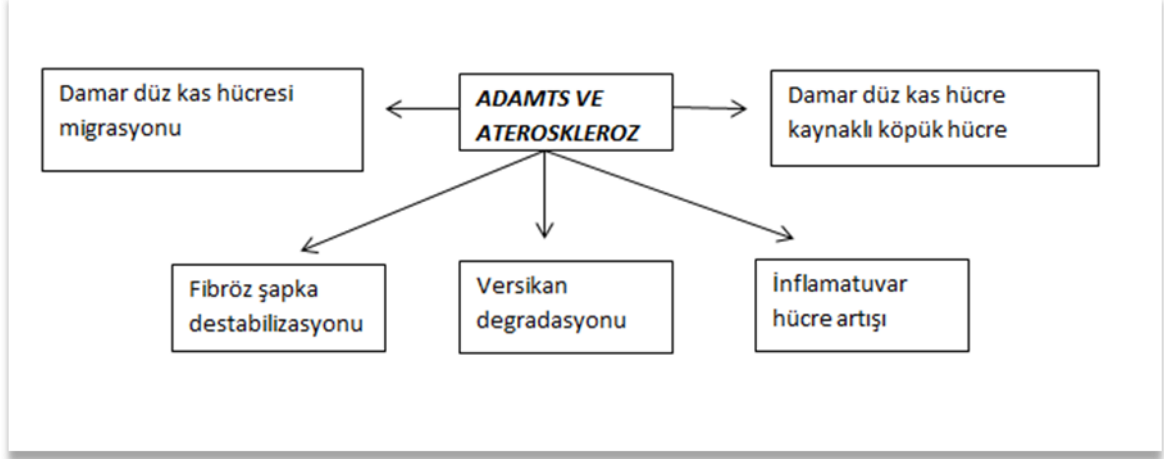 Damar düz kas hücresi
migrasyonu
ADAMTS VE
ATEROSKLEROZ
Damar düz kas hücre
kaynaklı köpük hücre
Fibröz şapka
destabilizasyonu
Versikan
degradasyonu
İnflamatuvar
hücre artışı